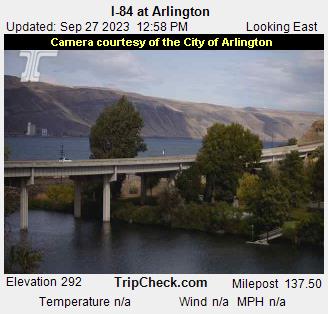 I-84 at Arlington
Updated: Sep 27 2023 12:58 PM Looking East
Camera courtesy of the City of Arlington
Elevation 292 TripCheck.com Milepost 137.50
Temperature n/a Wind n/a MPH n/a